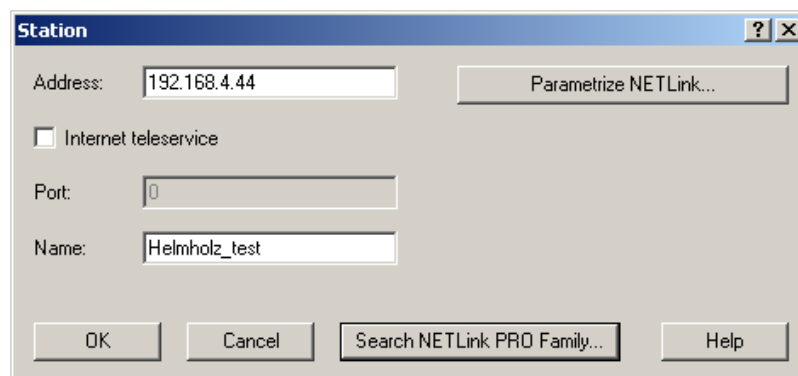 Station
Address: 192.168.4.44 Parametrize NETLink...
Internet teleservice
Port: 0
Name: Helmholz_test
OK Cancel Search NETLink PRO Family... Help